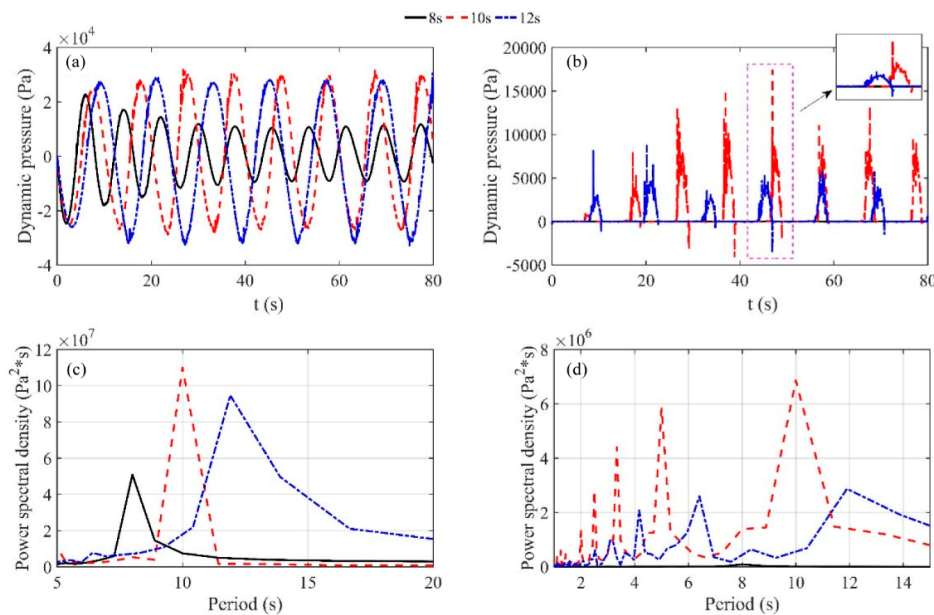 8s 10s 12s
×10⁴
(a)
Dynamic pressure (Pa)
4
2
0
-2
-4
0 20 40 60 80
t (s)
(b)
Dynamic pressure (Pa)
20000
15000
10000
5000
0
-5000
0 20 40 60 80
t (s)
×10⁷
(c)
Power spectral density (Pa²*s)
12
10
8
6
4
2
0
5 10 15 20
Period (s)
×10⁶
(d)
Power spectral density (Pa²*s)
8
6
4
2
0
2 4 6 8 10 12 14
Period (s)